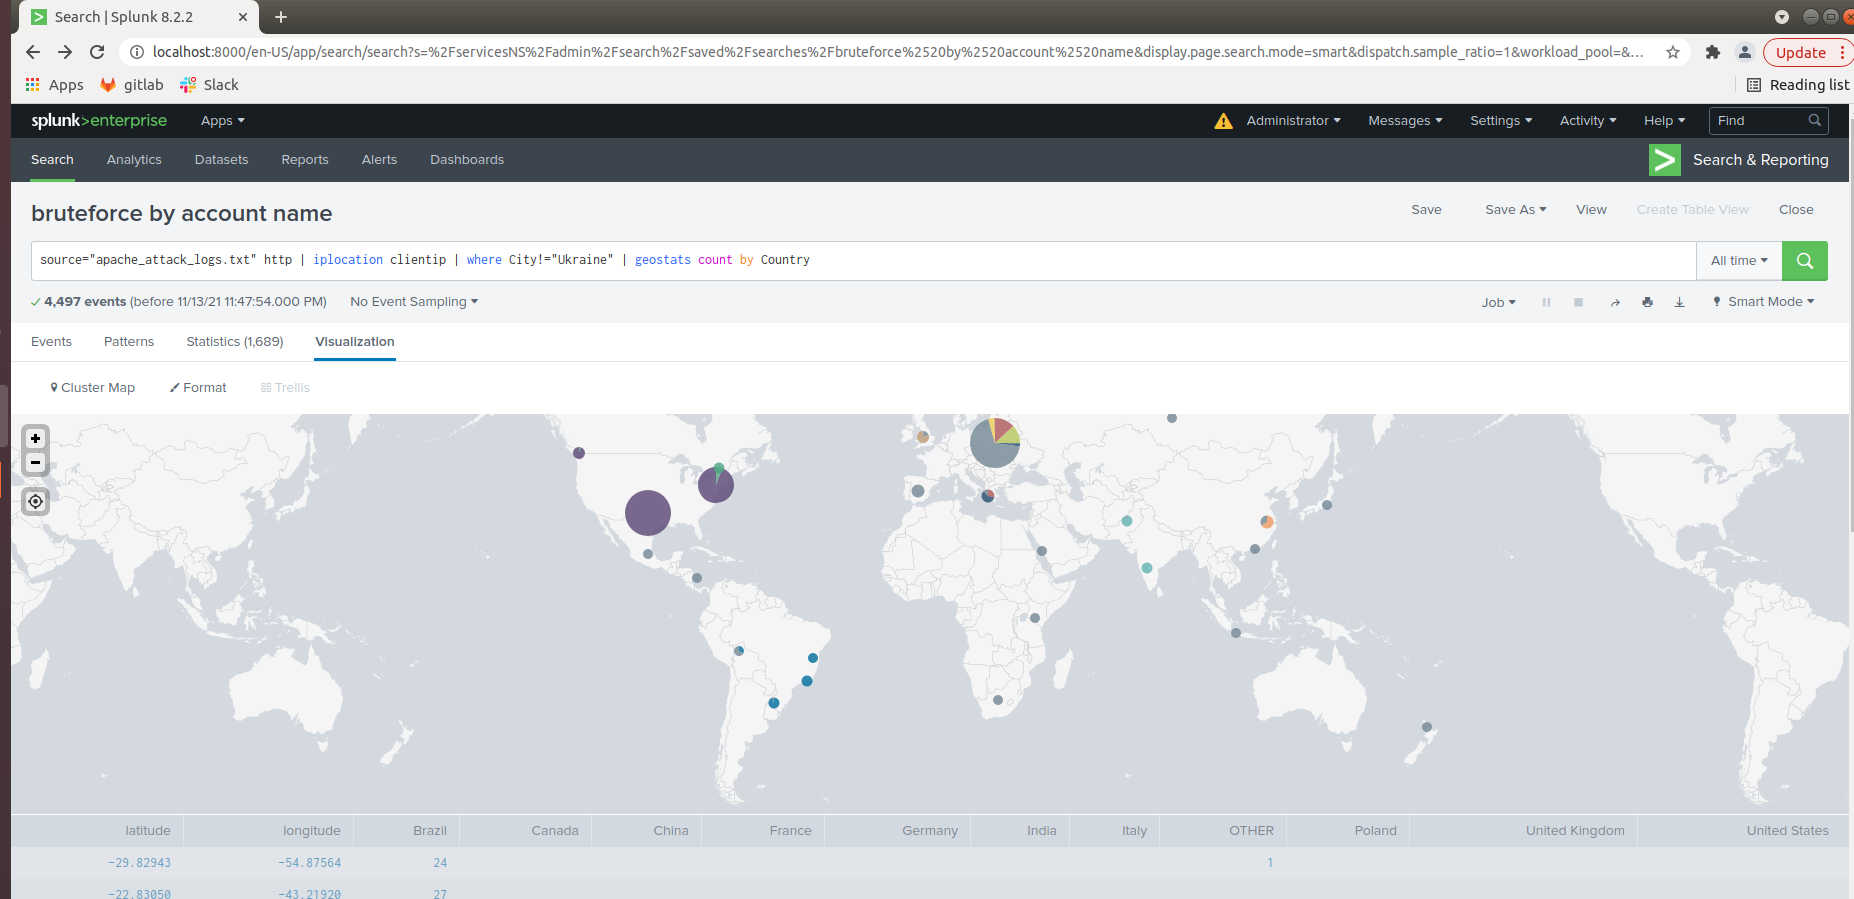 Search | Splunk 8.2.2
localhost:8000/en-US/app/search/search?s=%2FservicesNS%2Fadmin%2Fsearch%2Fsaved%2Fsearches%2Fbruteforce%2520by%2520account%2520name&display.page.search.mode=smart&dispatch.sample_ratio=1&workload_pool=&...
Update
Apps gitlab Slack Reading list
splunk>enterprise Apps Administrator Messages Settings Activity Help Find
Search Analytics Datasets Reports Alerts Dashboards Search & Reporting
bruteforce by account name Save Save As View Create Table View Close
source="apache_attack_logs.txt" http | iplocation clientip | where City!="Ukraine" | geostats count by Country All time
4,497 events (before 11/13/21 11:47:54.000 PM) No Event Sampling Job Smart Mode
Events Patterns Statistics (1,689) Visualization
Cluster Map Format Trellis
+
−
latitude longitude Brazil Canada China France Germany India Italy OTHER Poland United Kingdom United States
-29.82943 -54.87564 24 1
-22.83050 -43.21920 27